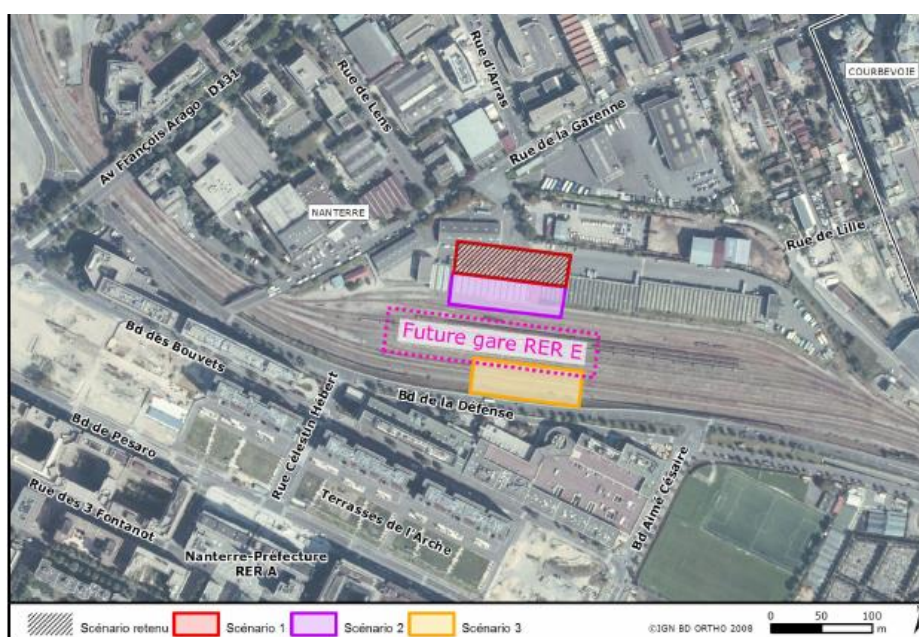 COURBEVOIE
Rue d'Arras
Rue de Lens
Av François Arago D131
Rue de la Garenne
NANTERRE
Rue de Lille
Future gare RER E
Bd des Bouvets
Bd de la Défense
Rue Célestin Hébert
Bd de Pesaro
Bd Aimé Césaire
Rue des 3 Fontanot
Terrasses de l'Arche
Nanterre-Préfecture
RER A
Scénario retenu Scénario 1 Scénario 2 Scénario 3 ©IGN BD ORTHO 2008 0 50 100
m